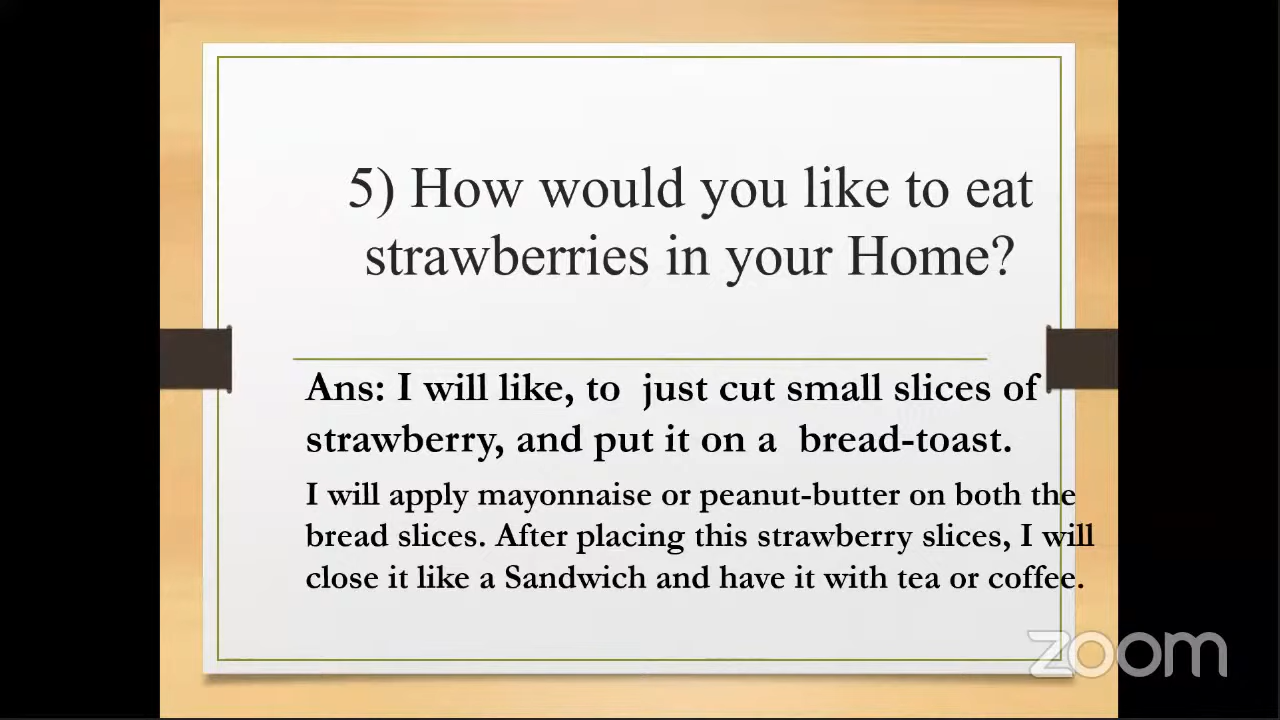 5) How would you like to eat
strawberries in your Home?
Ans: I will like, to just cut small slices of
strawberry, and put it on a bread-toast.
I will apply mayonnaise or peanut-butter on both the
bread slices. After placing this strawberry slices, I will
close it like a Sandwich and have it with tea or coffee.
zoom